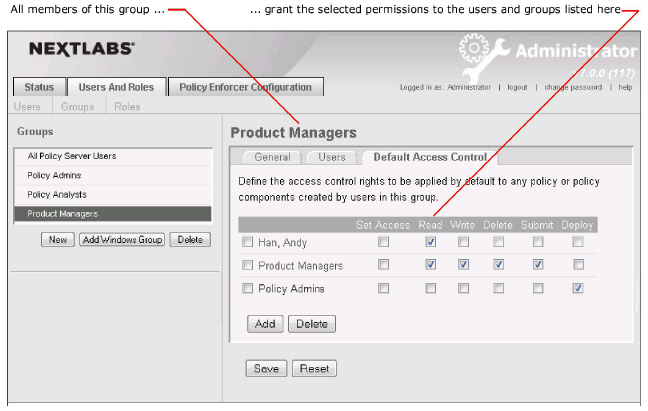 All members of this group ...
... grant the selected permissions to the users and groups listed here
NEXTLABS®
Administrator
7.0.0 (117)
Status Users And Roles Policy Enforcer Configuration
Logged in as: Administrator | logout | change password | help
Users Groups Roles
Groups
All Policy Server Users
Policy Admins
Policy Analysts
Product Managers
New Add Windows Group Delete
Product Managers
General Users Default Access Control
Define the access control rights to be applied by default to any policy or policy
components created by users in this group.
Set Access Read Write Delete Submit Deploy
Han, Andy
Product Managers
Policy Admins
Add Delete
Save Reset